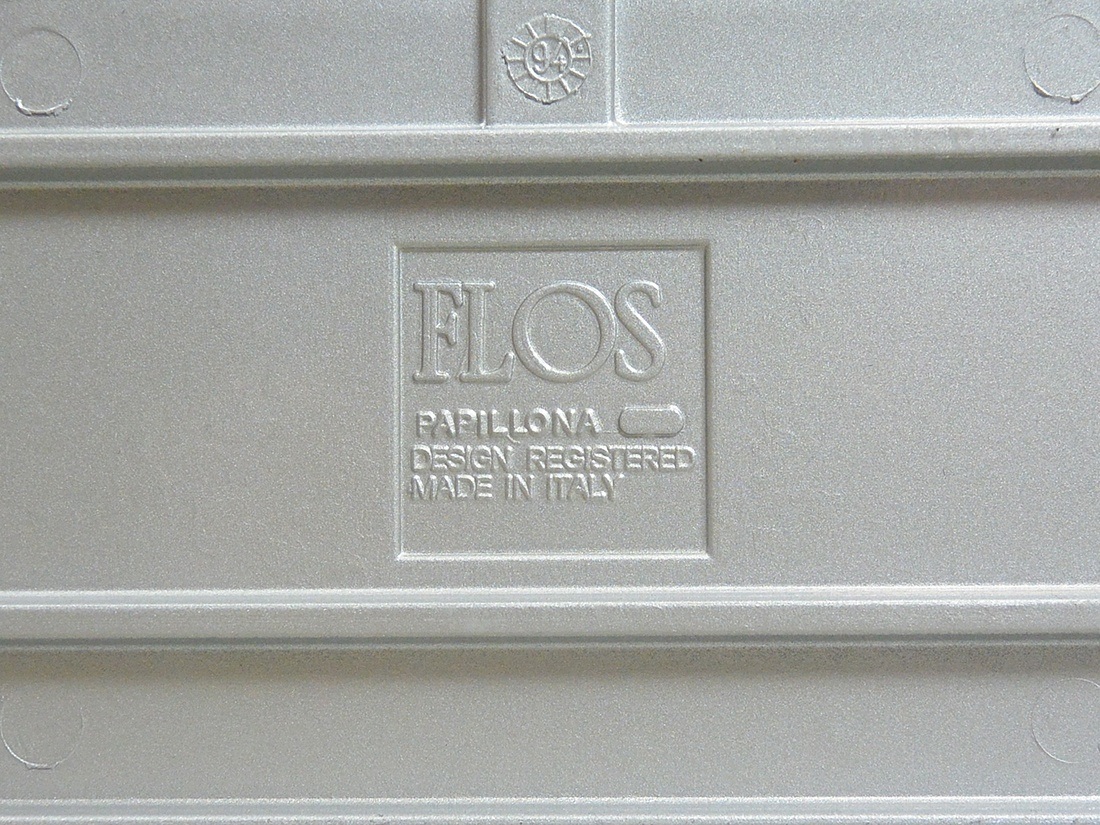 94
FLOS
PAPILLONA
DESIGN REGISTERED
MADE IN ITALY